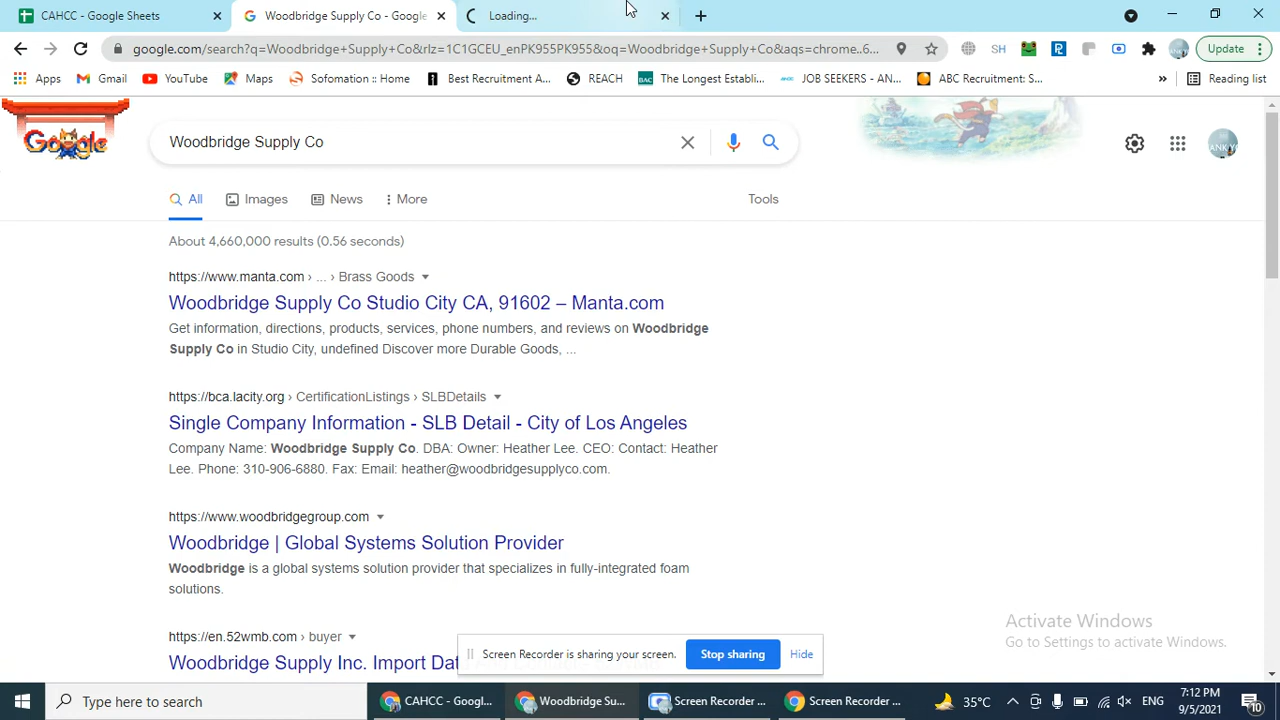 CAHCC - Google Sheets
Woodbridge Supply Co - Google
Loading...
google.com/search?q=Woodbridge+Supply+Co&rlz=1C1GCEU_enPK955PK955&oq=Woodbridge+Supply+Co&aqs=chrome..6...
Update
Apps
Gmail
YouTube
Maps
Sofomation :: Home
Best Recruitment A...
REACH
BAC
The Longest Establi...
JOB SEEKERS - AN...
ABC Recruitment: S...
»
Reading list
Google
Woodbridge Supply Co
All
Images
News
More
Tools
About 4,660,000 results (0.56 seconds)
https://www.manta.com › ... › Brass Goods
Woodbridge Supply Co Studio City CA, 91602 – Manta.com
Get information, directions, products, services, phone numbers, and reviews on Woodbridge
Supply Co in Studio City, undefined Discover more Durable Goods, ...
https://bca.lacity.org › CertificationListings › SLBDetails
Single Company Information - SLB Detail - City of Los Angeles
Company Name: Woodbridge Supply Co. DBA: Owner: Heather Lee. CEO: Contact: Heather
Lee. Phone: 310-906-6880. Fax: Email: heather@woodbridgesupplyco.com.
https://www.woodbridgegroup.com
Woodbridge | Global Systems Solution Provider
Woodbridge is a global systems solution provider that specializes in fully-integrated foam
solutions.
https://en.52wmb.com › buyer
Woodbridge Supply Inc. Import Dat
Activate Windows
Go to Settings to activate Windows.
Screen Recorder is sharing your screen.
Stop sharing
Hide
Type here to search
CAHCC - Googl...
Woodbridge Su...
Screen Recorder ...
Screen Recorder ...
35°C
ENG
7:12 PM
9/5/2021
10